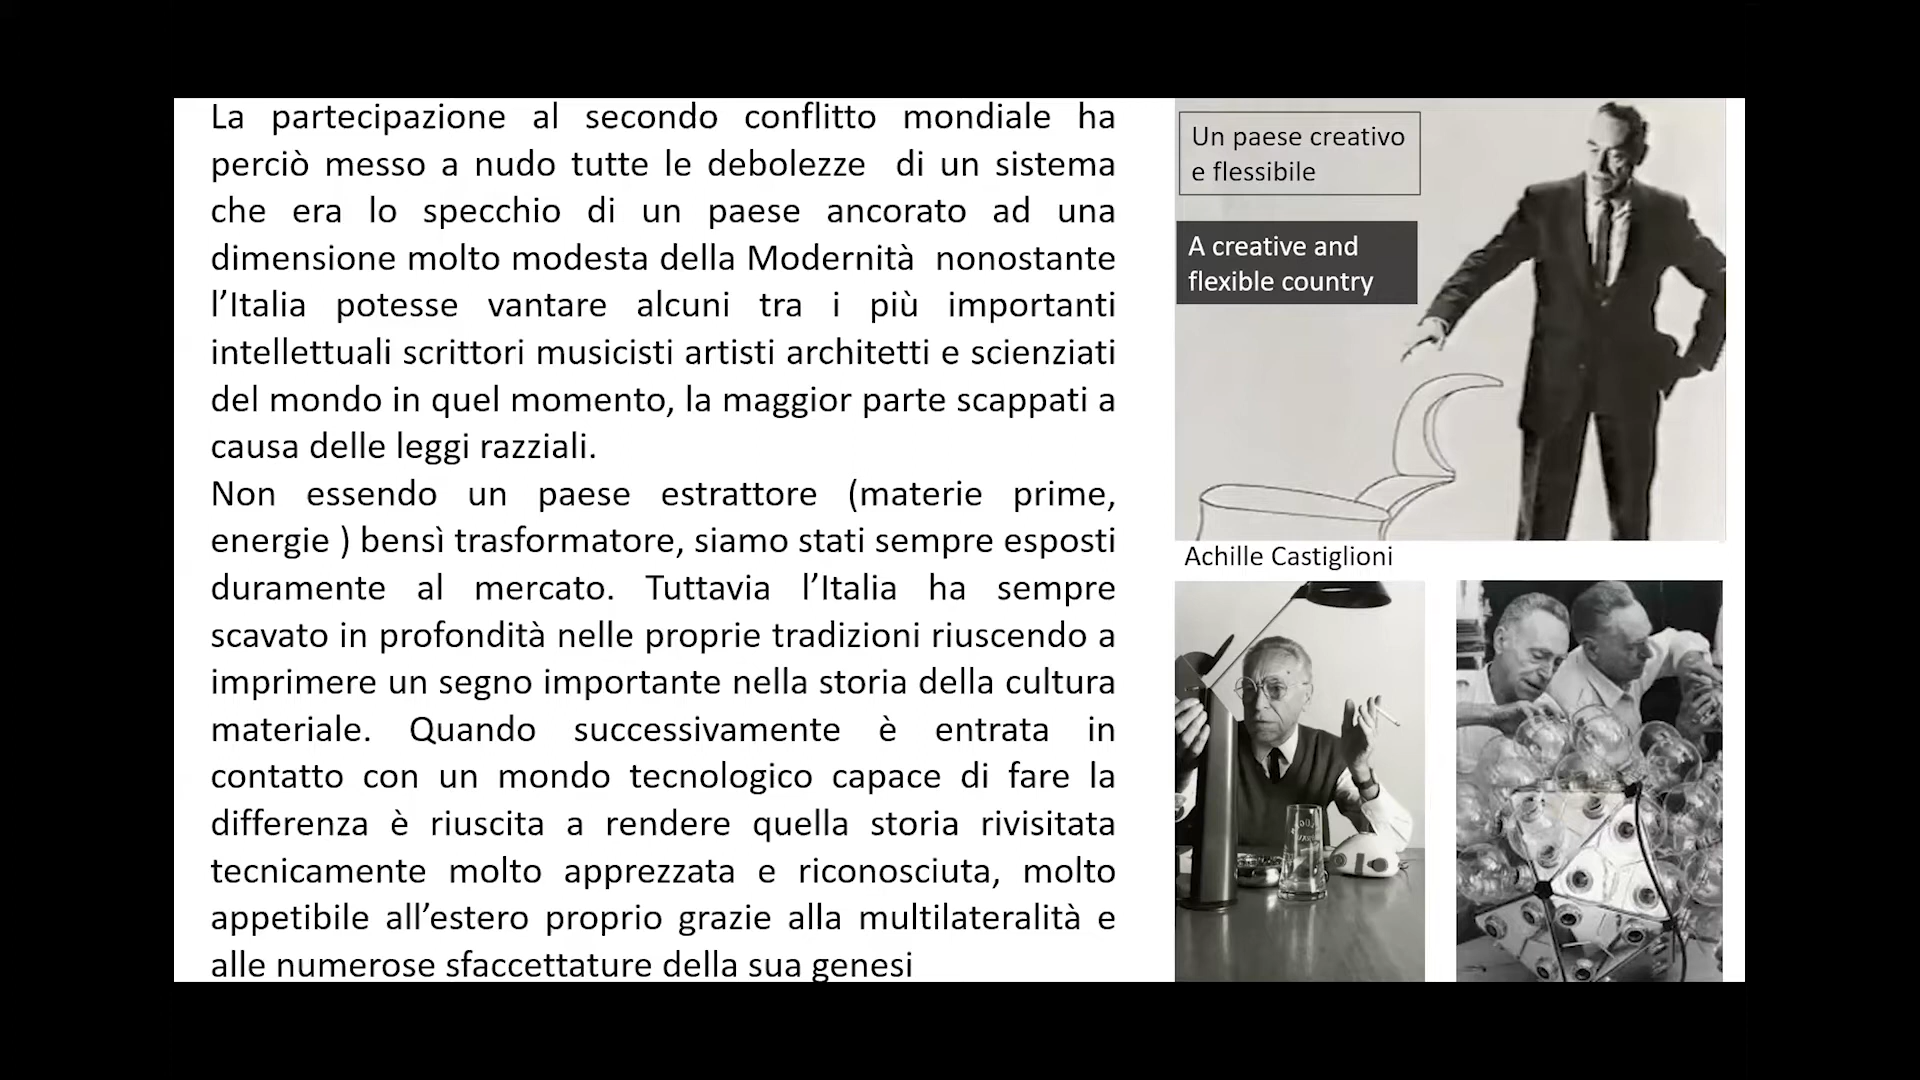 La partecipazione al secondo conflitto mondiale ha
perciò messo a nudo tutte le debolezze di un sistema
che era lo specchio di un paese ancorato ad una
dimensione molto modesta della Modernità nonostante
l’Italia potesse vantare alcuni tra i più importanti
intellettuali scrittori musicisti artisti architetti e scienziati
del mondo in quel momento, la maggior parte scappati a
causa delle leggi razziali.
Non essendo un paese estrattore (materie prime,
energie ) bensì trasformatore, siamo stati sempre esposti
duramente al mercato. Tuttavia l’Italia ha sempre
scavato in profondità nelle proprie tradizioni riuscendo a
imprimere un segno importante nella storia della cultura
materiale. Quando successivamente è entrata in
contatto con un mondo tecnologico capace di fare la
differenza è riuscita a rendere quella storia rivisitata
tecnicamente molto apprezzata e riconosciuta, molto
appetibile all’estero proprio grazie alla multilateralità e
alle numerose sfaccettature della sua genesi
Un paese creativo
e flessibile
A creative and
flexible country
Achille Castiglioni